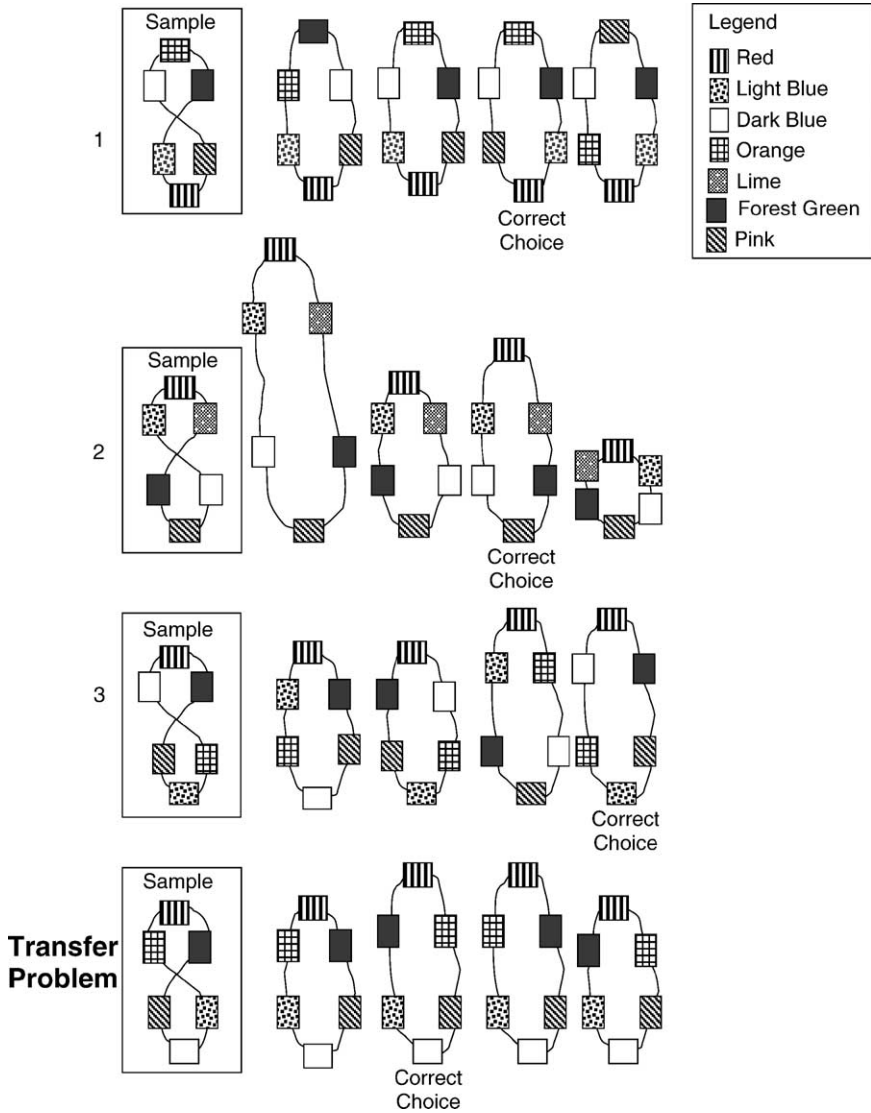 Sample
1
Correct
Choice
Legend
Red
Light Blue
Dark Blue
Orange
Lime
Forest Green
Pink
Sample
2
Correct
Choice
Sample
3
Correct
Choice
Sample
Transfer
Problem
Correct
Choice